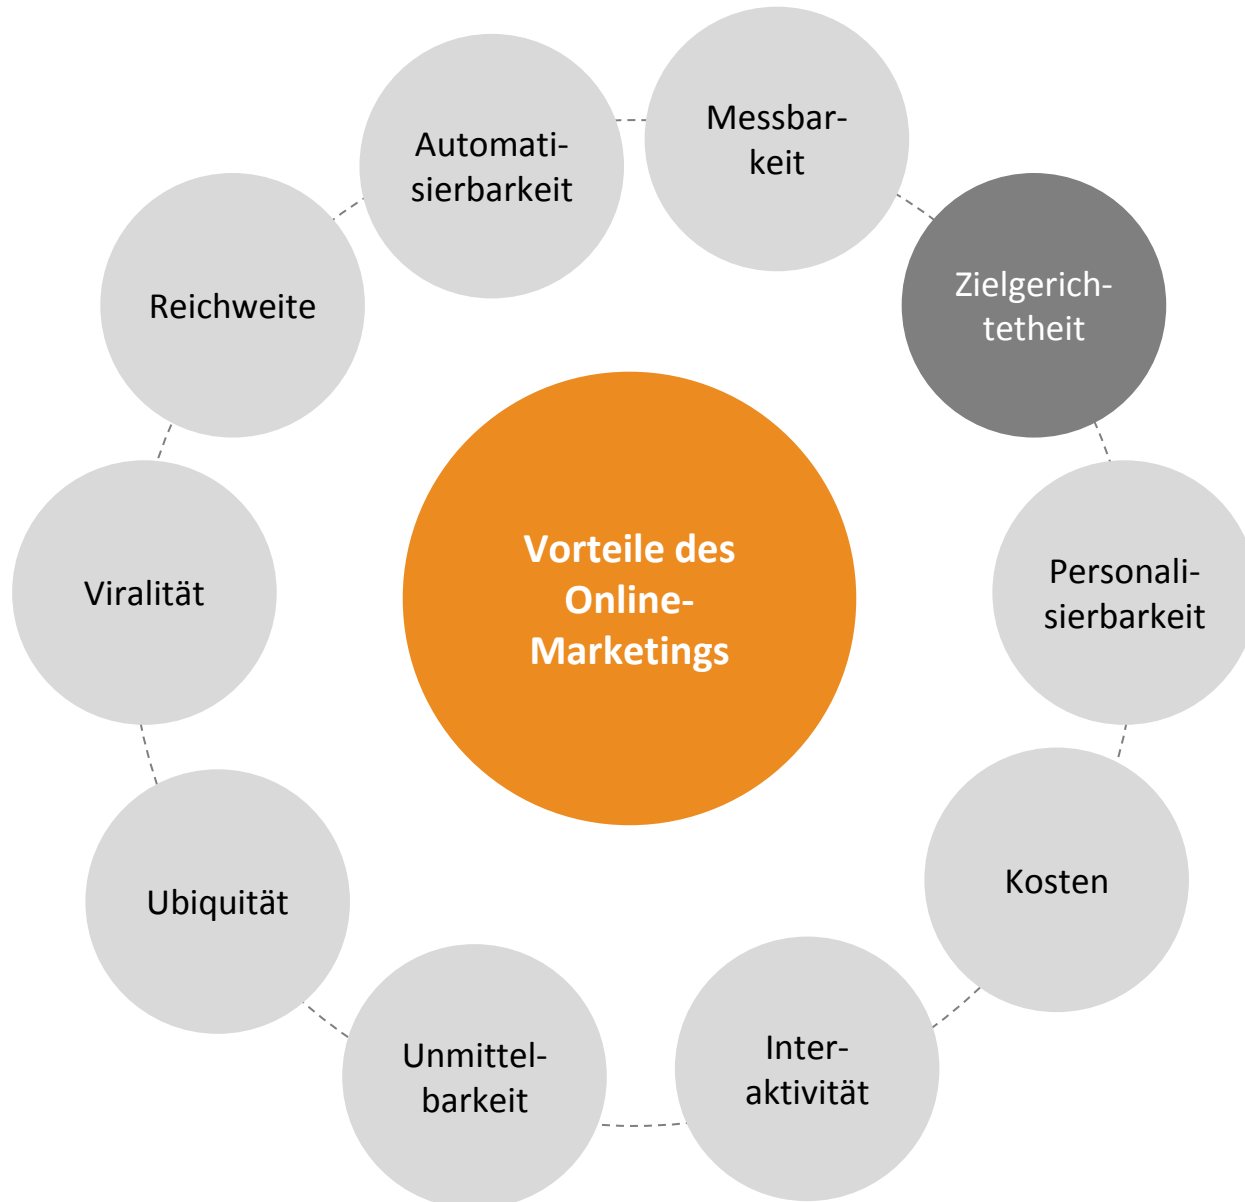 Messbar-
keit
Automati-
sierbarkeit
Zielgerich-
tetheit
Reichweite
Vorteile des
Online-
Marketings
Personali-
sierbarkeit
Viralität
Kosten
Ubiquität
Inter-
aktivität
Unmittel-
barkeit